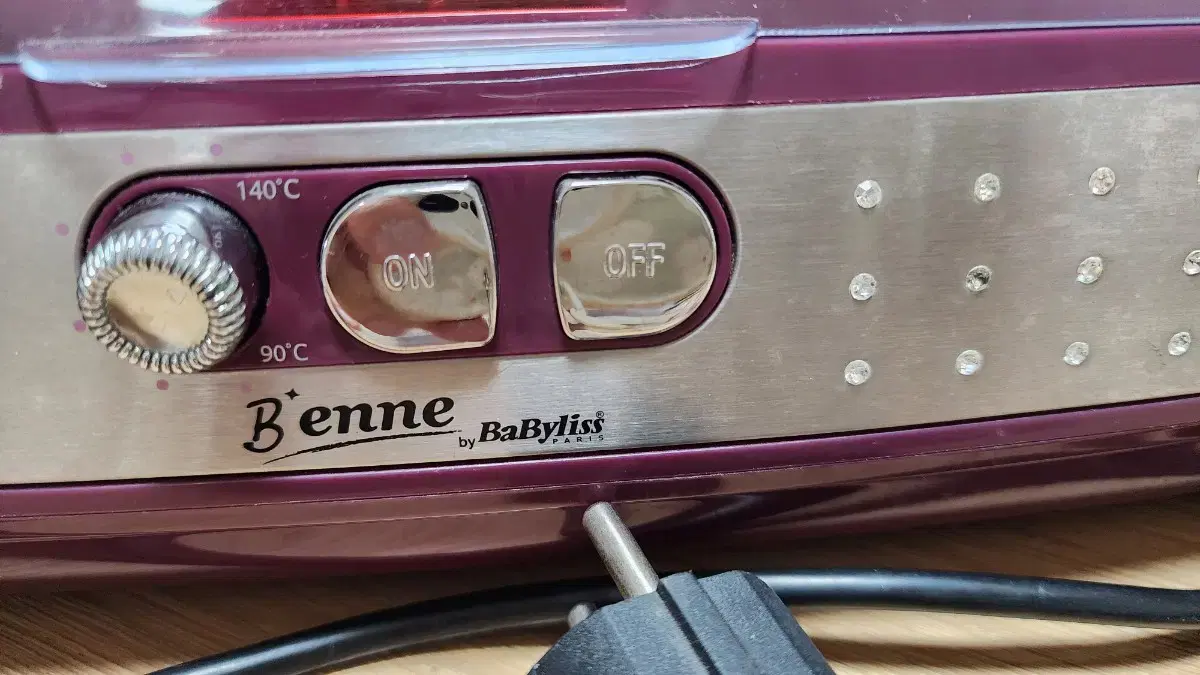 140°C
ON
OFF
90°C
B'enne
by BaByliss®
PARIS